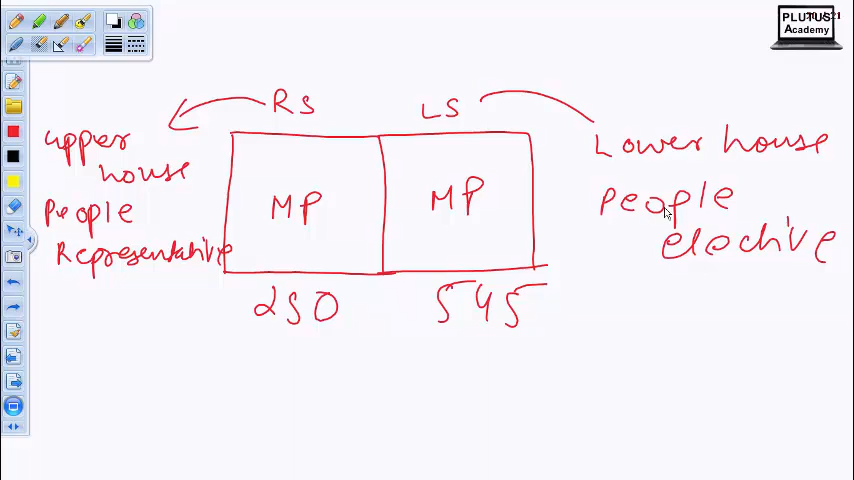 PLUTUS
Academy
RS
LS
upper
house
People
Representative
MP
MP
Lower house
People
elective
250
545